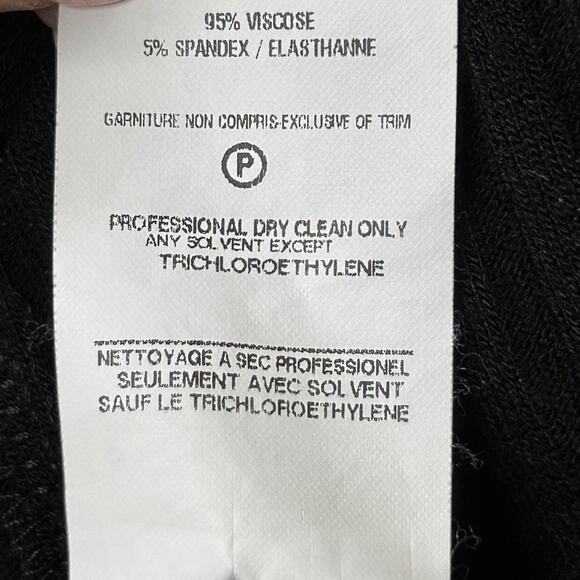 95% VISCOSE
5% SPANDEX / ELASTHANNE
GARNITURE NON COMPRIS-EXCLUSIVE OF TRIM
P
PROFESSIONAL DRY CLEAN ONLY
ANY SOLVENT EXCEPT
TRICHLOROETHYLENE
NETTOYAGE A SEC PROFESSIONEL
SEULEMENT AVEC SOLVENT
SAUF LE TRICHLOROETHYLENE